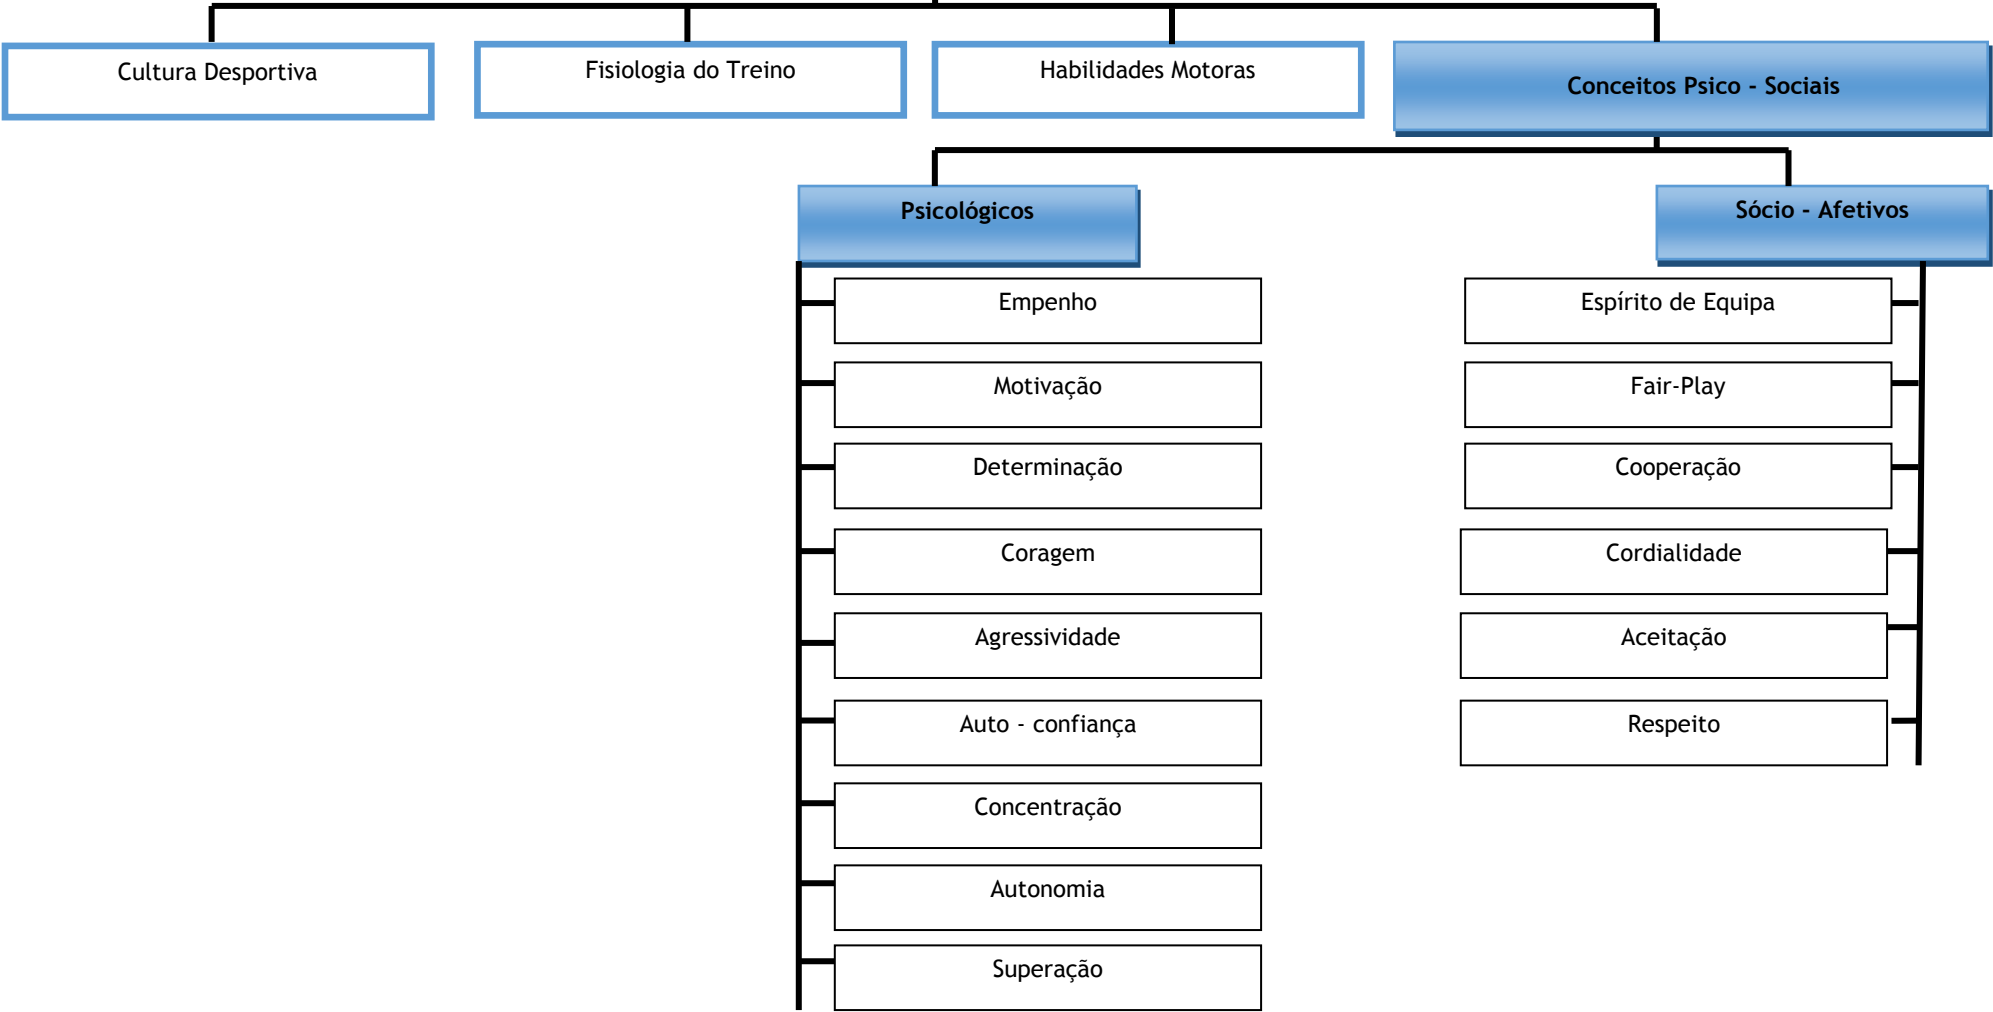 Cultura Desportiva
Fisiologia do Treino
Habilidades Motoras
Conceitos Psico - Sociais
Psicológicos
Sócio - Afetivos
Empenho
Motivação
Determinação
Coragem
Agressividade
Auto - confiança
Concentração
Autonomia
Superação
Espírito de Equipa
Fair-Play
Cooperação
Cordialidade
Aceitação
Respeito